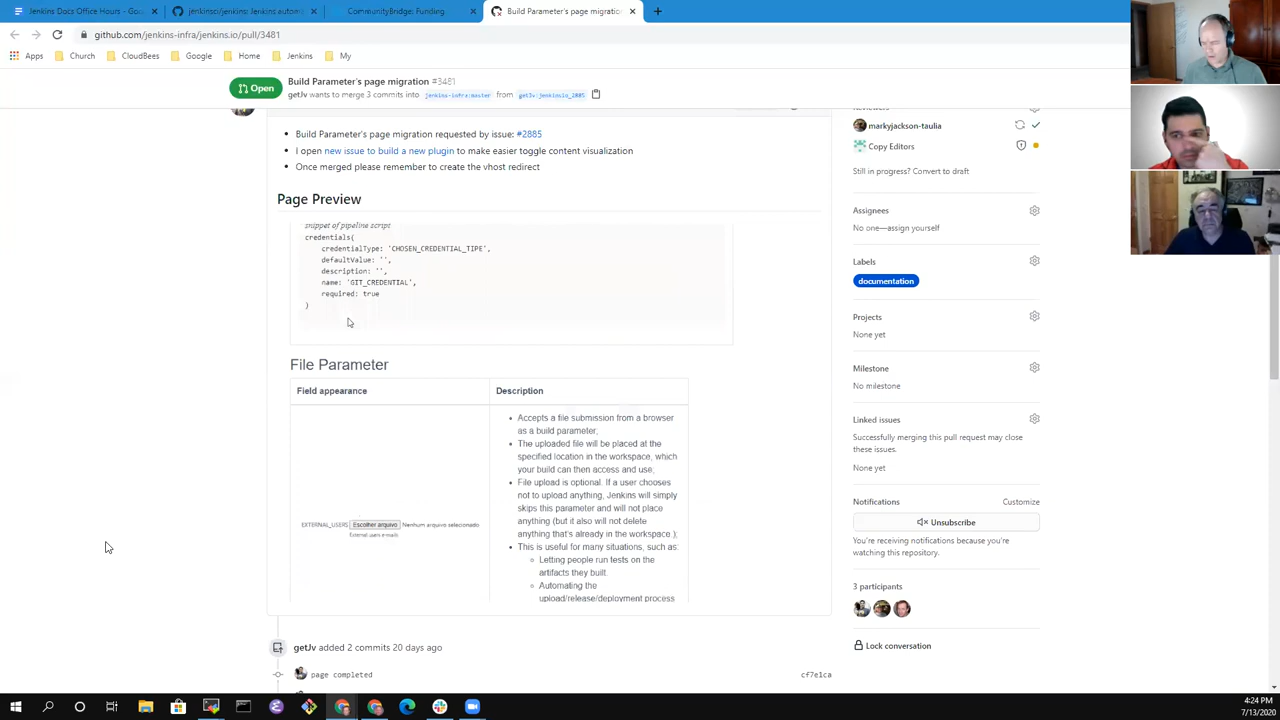 Jenkins Docs Office Hours - Goo
jenkinsci/jenkins: Jenkins autom
CommunityBridge: Funding
Build Parameter's page migration
github.com/jenkins-infra/jenkins.io/pull/3481
Apps
Church
CloudBees
Google
Home
Jenkins
My
Open
Build Parameter's page migration #3481
getJv wants to merge 3 commits into jenkins-infra:master from getJv:jenkinsio_2885
Reviewers
Build Parameter's page migration requested by issue: #2885
markyjackson-taulia
I open new issue to build a new plugin to make easier toggle content visualization
Copy Editors
Once merged please remember to create the vhost redirect
Still in progress? Convert to draft
Page Preview
snippet of pipeline script
credentials(
credentialType: 'CHOSEN_CREDENTIAL_TIPE',
defaultValue: '',
description: '',
name: 'GIT_CREDENTIAL',
required: true
)
File Parameter
Field appearance
Description
Accepts a file submission from a browser
as a build parameter;
The uploaded file will be placed at the
specified location in the workspace, which
your build can then access and use;
File upload is optional. If a user chooses
not to upload anything, Jenkins will simply
skips this parameter and will not place
anything (but it also will not delete
anything that's already in the workspace.);
This is useful for many situations, such as:
Letting people run tests on the
artifacts they built.
Automating the
upload/release/deployment process
EXTERNAL_USERS Escolher arquivo Nenhum arquivo selecionado
External users e-mails
Assignees
No one—assign yourself
Labels
documentation
Projects
None yet
Milestone
No milestone
Linked issues
Successfully merging this pull request may close
these issues.
None yet
Notifications
Customize
Unsubscribe
You're receiving notifications because you're
watching this repository.
3 participants
Lock conversation
getJv added 2 commits 20 days ago
page completed
cf7e1ca
4:24 PM
7/13/2020